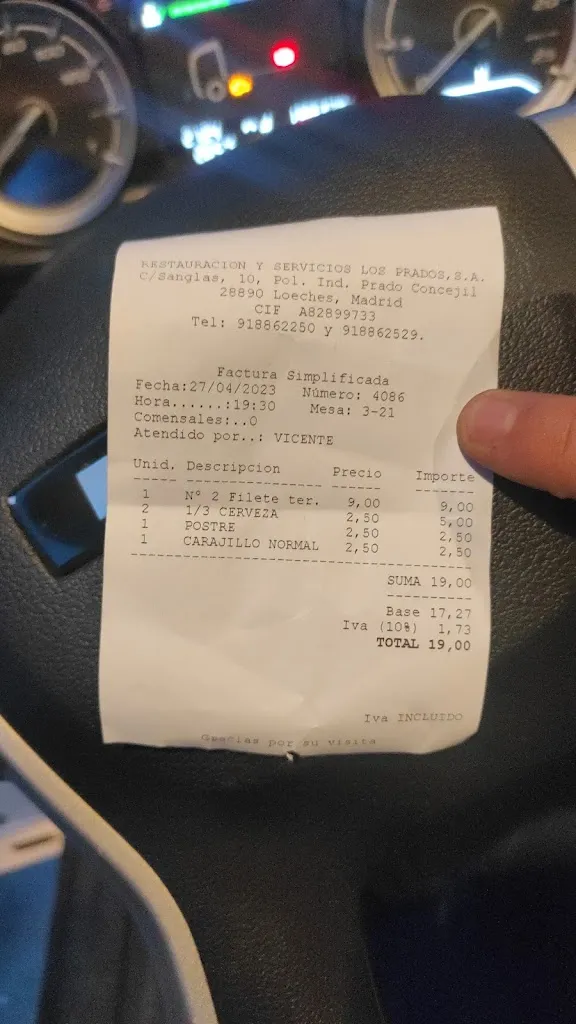 RESTAURACION Y SERVICIOS LOS PRADOS,S.A.
C/Sanglas, 10, Pol. Ind. Prado Concejil
28890 Loeches, Madrid
CIF A82899733
Tel: 918862250 y 918862529.
Factura Simplificada
Fecha:27/04/2023 Número: 4086
Hora......:19:30 Mesa: 3-21
Comensales:..0
Atendido por..: VICENTE
Unid. Descripcion Precio Importe
1 Nº 2 Filete ter. 9,00 9,00
2 1/3 CERVEZA 2,50 5,00
1 POSTRE 2,50 2,50
1 CARAJILLO NORMAL 2,50 2,50
SUMA 19,00
Base 17,27
Iva (10%) 1,73
TOTAL 19,00
Iva INCLUIDO
Gracias por su visita